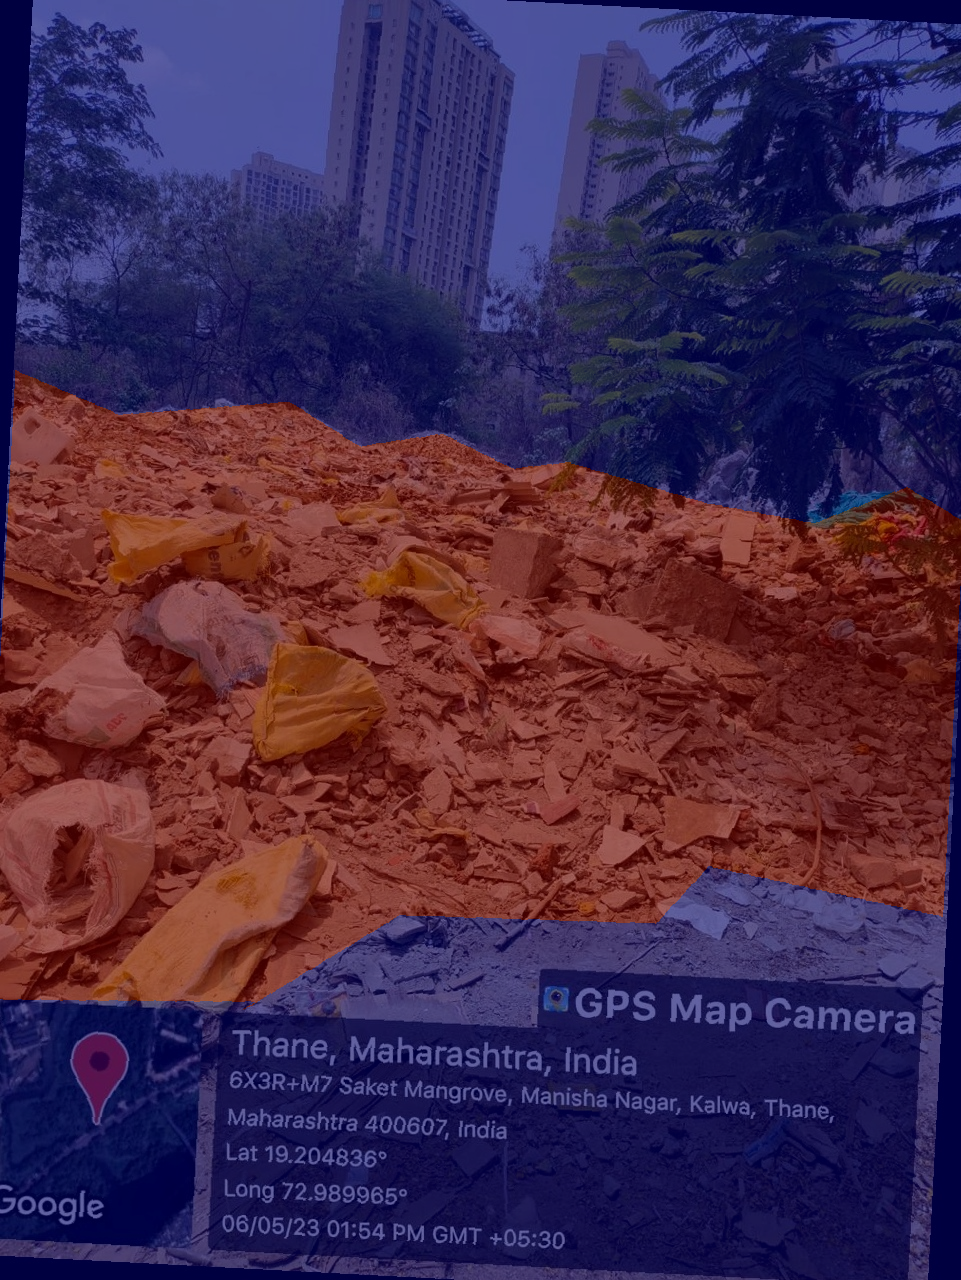 GPS Map Camera
Thane, Maharashtra, India
6X3R+M7 Saket Mangrove, Manisha Nagar, Kalwa, Thane,
Maharashtra 400607, India
Lat 19.204836°
Long 72.989965°
06/05/23 01:54 PM GMT +05:30
Google